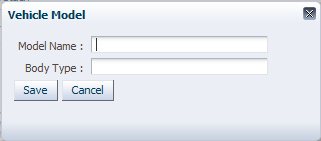 Vehicle Model
Model Name :
Body Type :
Save Cancel